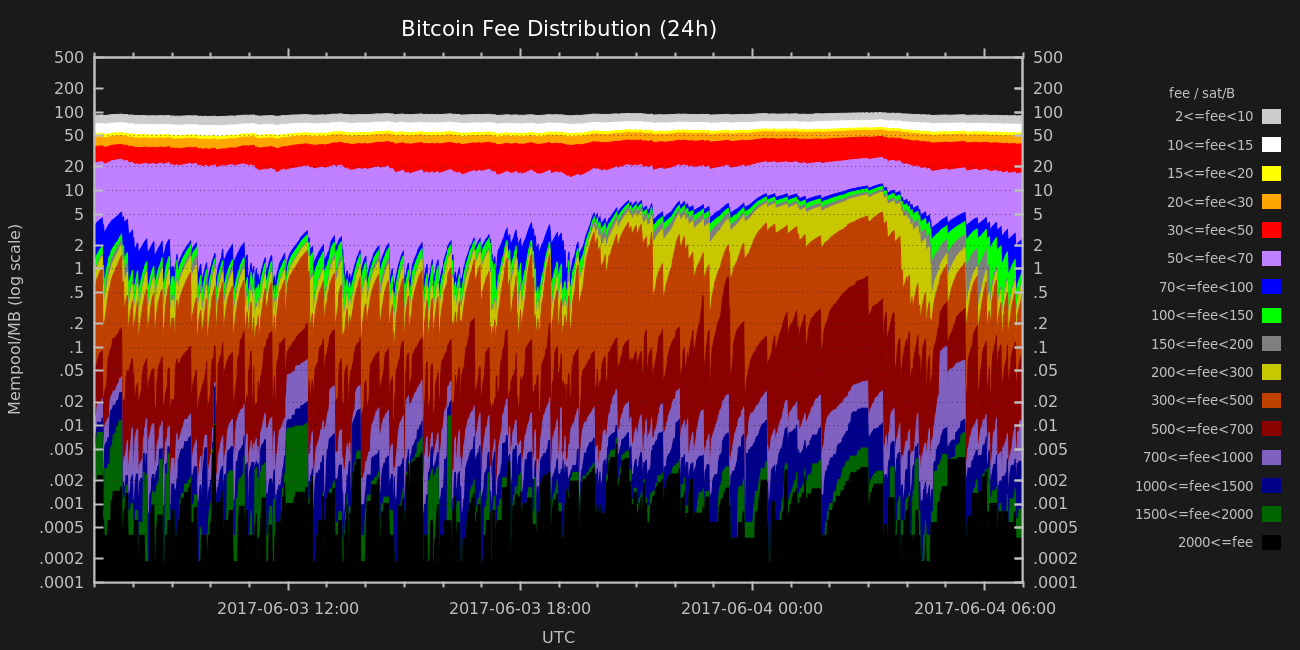 Bitcoin Fee Distribution (24h)
500 500
200 200
100 100
50 50
20 20
10 10
5 5
2 2
1 1
.5 .5
.2 .2
.1 .1
.05 .05
.02 .02
.01 .01
.005 .005
.002 .002
.001 .001
.0005 .0005
.0002 .0002
.0001 .0001
Mempool/MB (log scale)
2017-06-03 12:00 2017-06-03 18:00 2017-06-04 00:00 2017-06-04 06:00
UTC
fee / sat/B
2<=fee<10
10<=fee<15
15<=fee<20
20<=fee<30
30<=fee<50
50<=fee<70
70<=fee<100
100<=fee<150
150<=fee<200
200<=fee<300
300<=fee<500
500<=fee<700
700<=fee<1000
1000<=fee<1500
1500<=fee<2000
2000<=fee